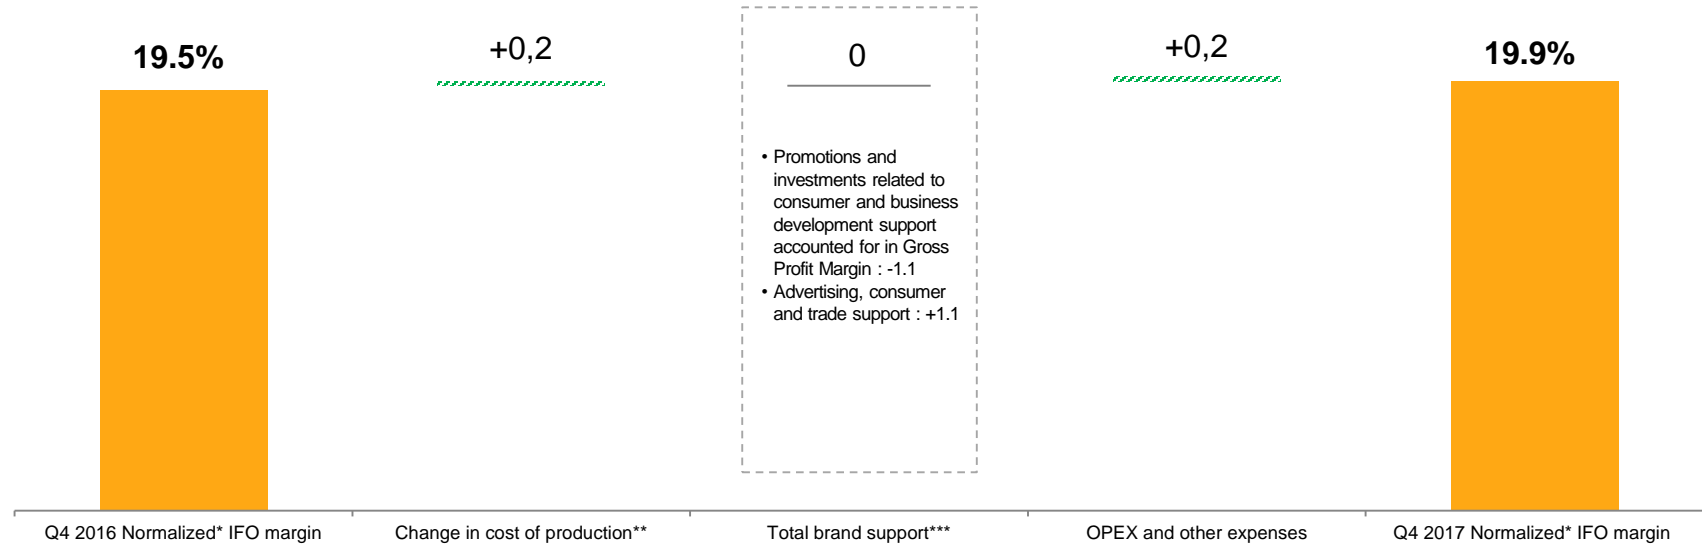 19.5%
+0,2
0
+0,2
19.9%
• Promotions and
investments related to
consumer and business
development support
accounted for in Gross
Profit Margin : -1.1
• Advertising, consumer
and trade support : +1.1
Q4 2016 Normalized* IFO margin
Change in cost of production**
Total brand support***
OPEX and other expenses
Q4 2017 Normalized* IFO margin